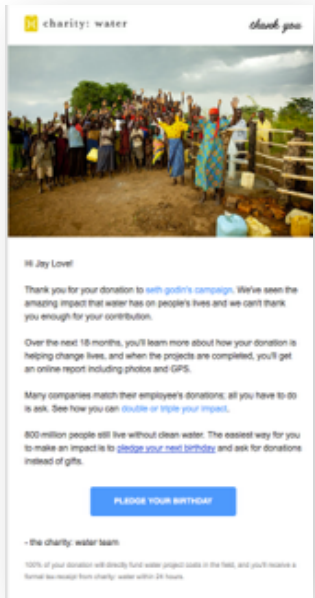 charity: water
thank you
Hi Jay Love!
Thank you for your donation to seth godin's campaign. We've seen the
amazing impact that water has on people's lives and we can't thank
you enough for your contribution.
Over the next 18 months, you'll learn more about how your donation is
helping change lives, and when the projects are completed, you'll get
an online report including photos and GPS.
Many companies match their employee's donations; all you have to do
is ask. See how you can double or triple your impact.
800 million people still live without clean water. The easiest way for you
to make an impact is to pledge your next birthday and ask for donations
instead of gifts.
PLEDGE YOUR BIRTHDAY
- the charity: water team
100% of your donation will directly fund water project costs in the field, and you'll receive a
formal tax receipt from charity: water within 24 hours.